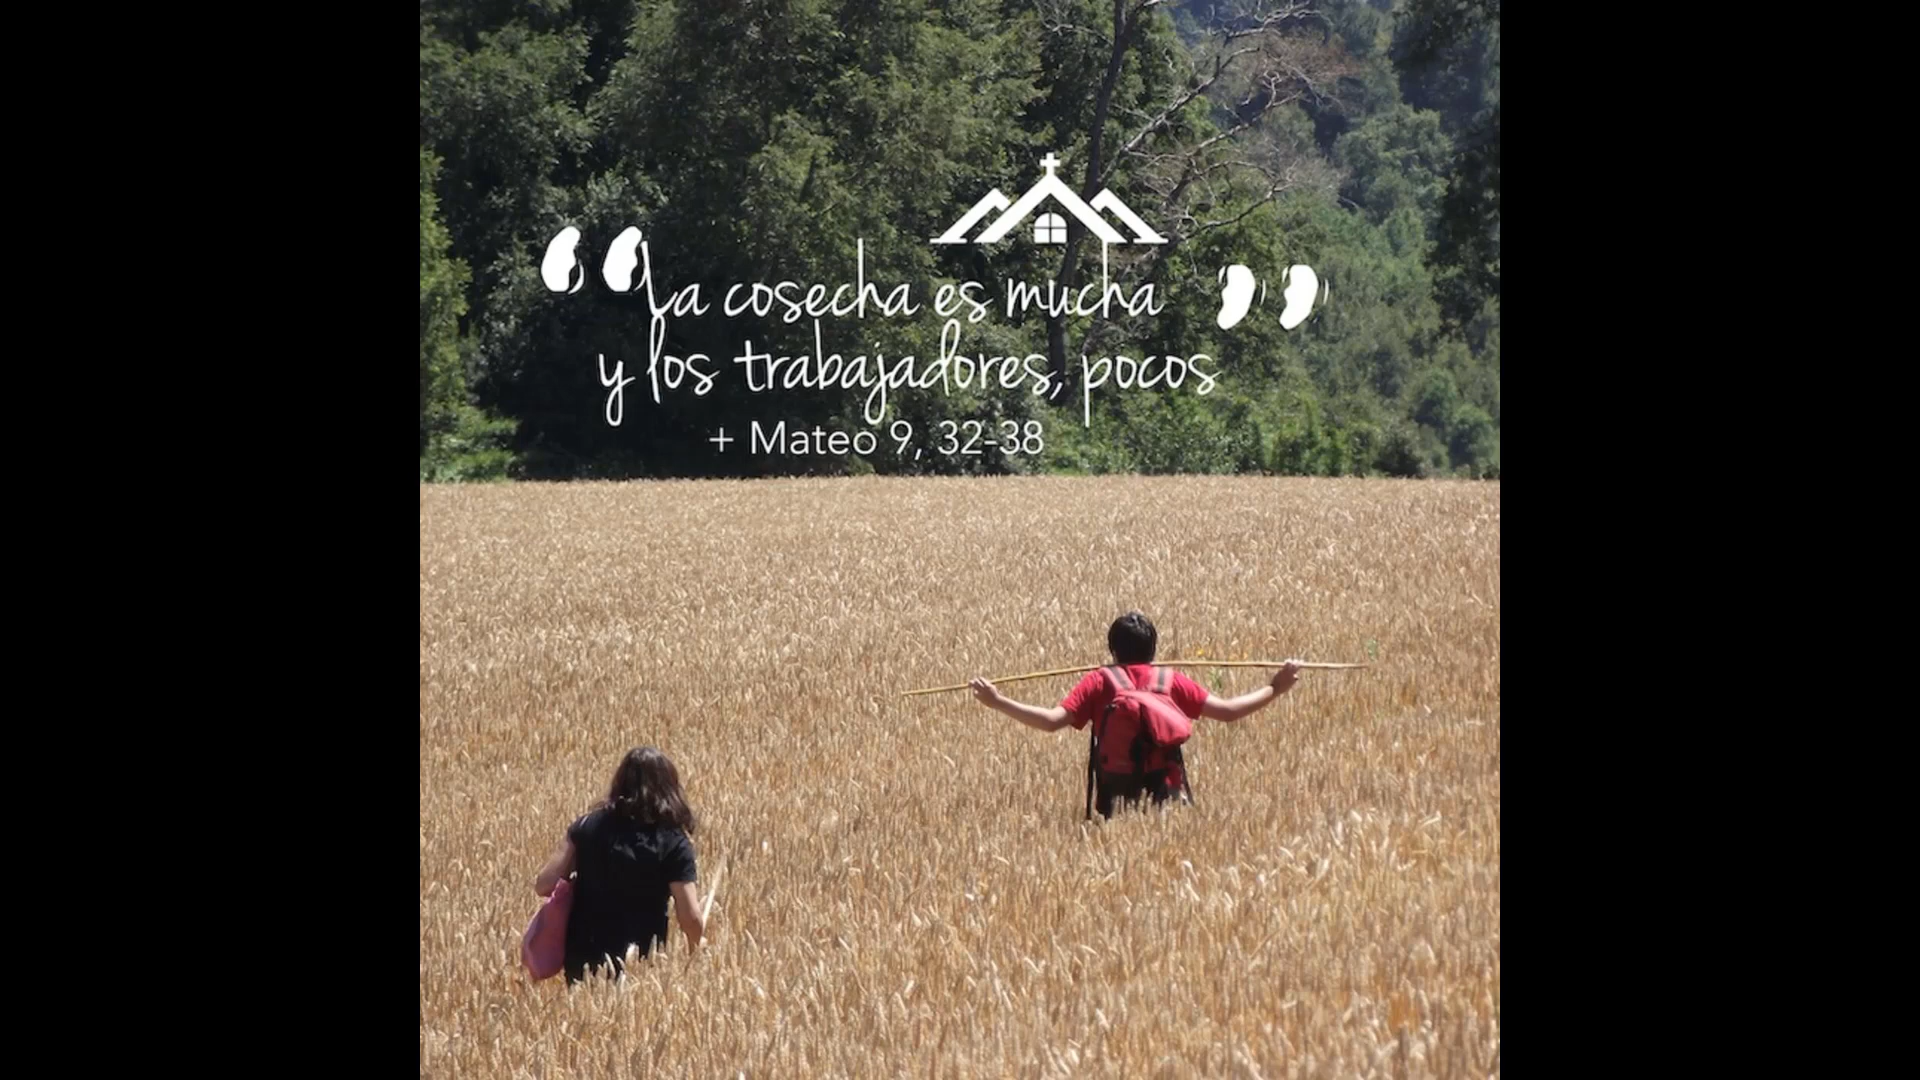 “La cosecha es mucha
y los trabajadores, pocos”
+ Mateo 9, 32-38